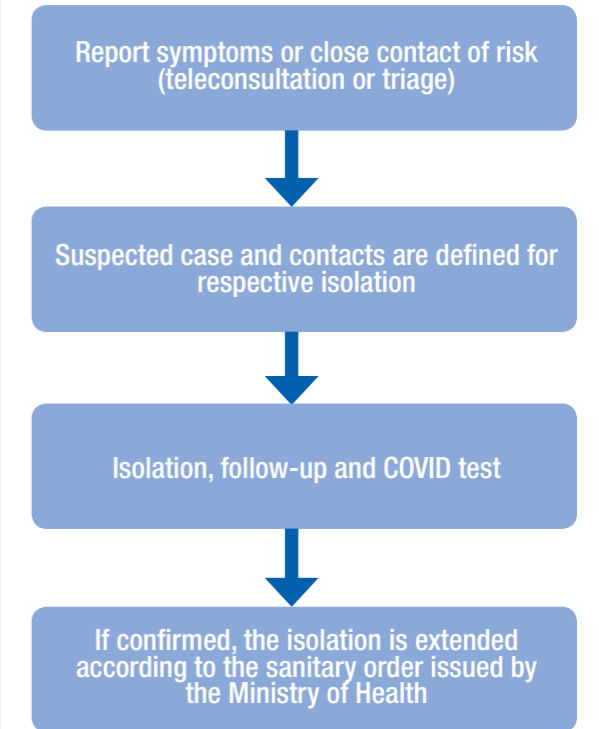 Report symptoms or close contact of risk
(teleconsultation or triage)
Suspected case and contacts are defined for
respective isolation
Isolation, follow-up and COVID test
If confirmed, the isolation is extended
according to the sanitary order issued by
the Ministry of Health